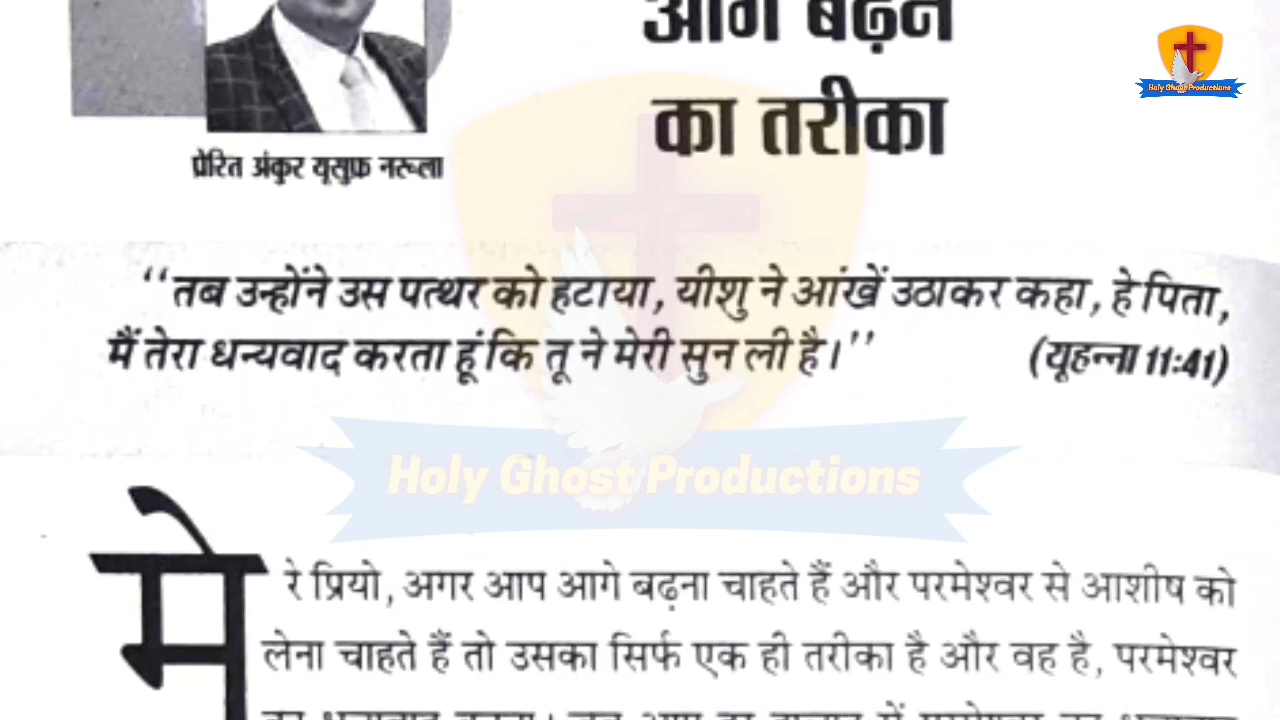 आगे बढ़ने
Holy Ghost Productions
का तरीका
प्रेरित अंकुर यूसुफ़ नरूला
‘‘तब उन्होंने उस पत्थर को हटाया, यीशु ने आंखें उठाकर कहा, हे पिता,
मैं तेरा धन्यवाद करता हूं कि तू ने मेरी सुन ली है।’’ (यूहन्ना 11:41)
Holy Ghost Productions
मेरे प्रियो, अगर आप आगे बढ़ना चाहते हैं और परमेश्वर से आशीष को
लेना चाहते हैं तो उसका सिर्फ एक ही तरीका है और वह है, परमेश्वर